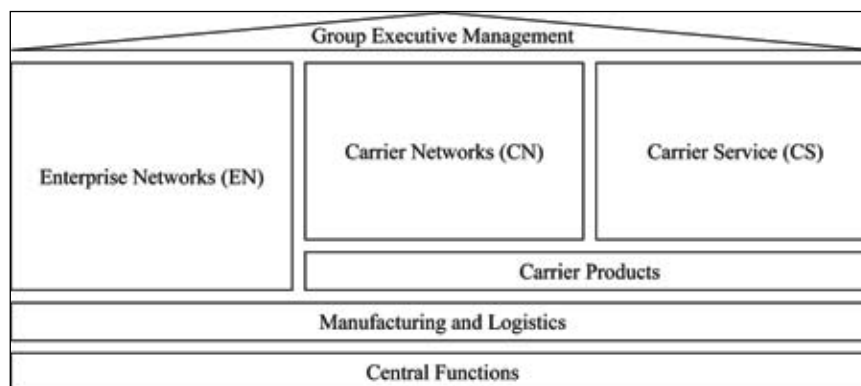 Group Executive Management
Enterprise Networks (EN)
Carrier Networks (CN)
Carrier Service (CS)
Carrier Products
Manufacturing and Logistics
Central Functions